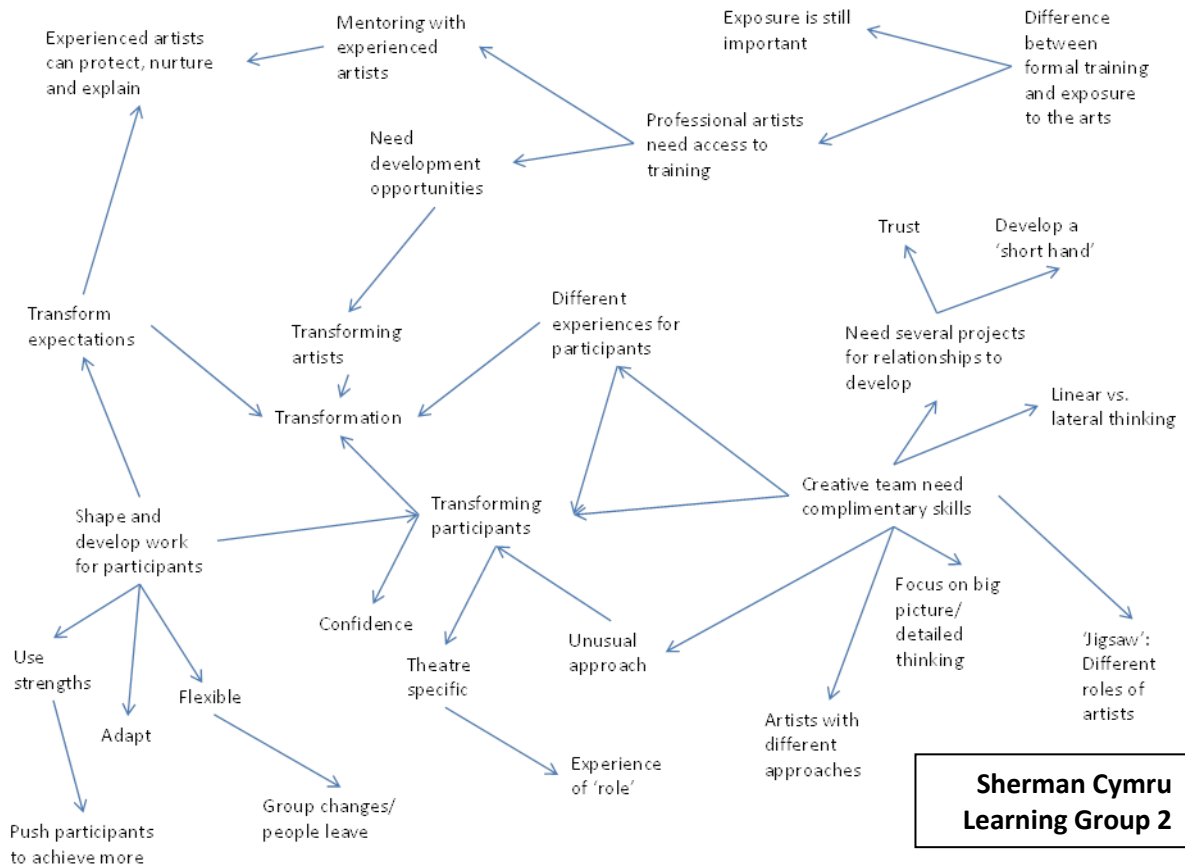 Experienced artists
can protect, nurture
and explain
Mentoring with
experienced
artists
Exposure is still
important
Difference
between
formal training
and exposure
to the arts
Need
development
opportunities
Professional artists
need access to
training
Trust
Develop a
‘short hand’
Transform
expectations
Transforming
artists
Different
experiences for
participants
Need several projects
for relationships to
develop
Linear vs.
lateral thinking
Transformation
Shape and
develop work
for participants
Transforming
participants
Creative team need
complimentary skills
Confidence
Theatre
specific
Unusual
approach
Focus on big
picture/
detailed
thinking
‘Jigsaw’:
Different
roles of
artists
Use
strengths
Adapt
Flexible
Artists with
different
approaches
Experience
of ‘role’
Group changes/
people leave
Push participants
to achieve more
Sherman Cymru
Learning Group 2